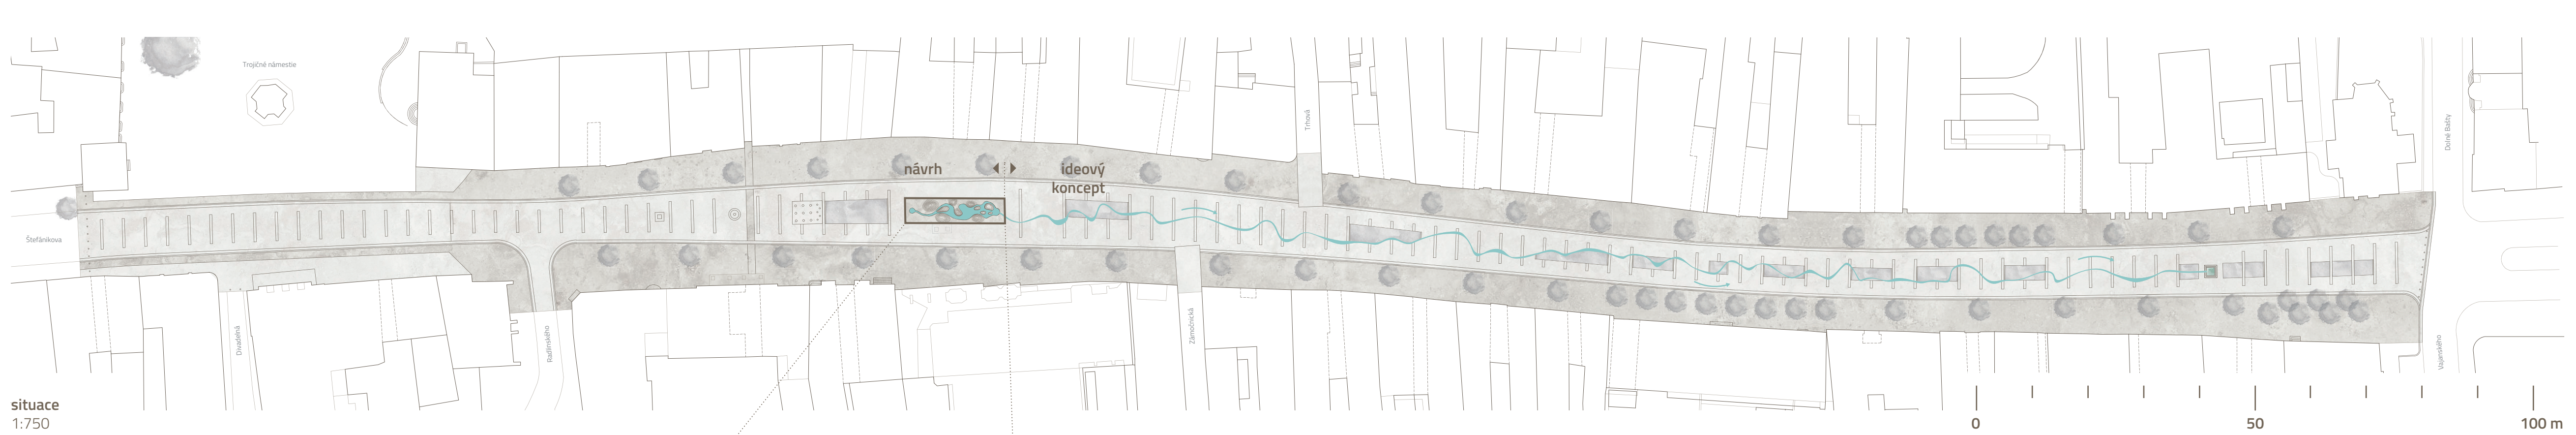 Trojičné námestie
Trhová
Dolné Bašty
návrh
ideový
koncept
Štefánikova
Divadelná
Radlinského
Zámočnícka
Vajanského
situace
1:750
0
50
100 m